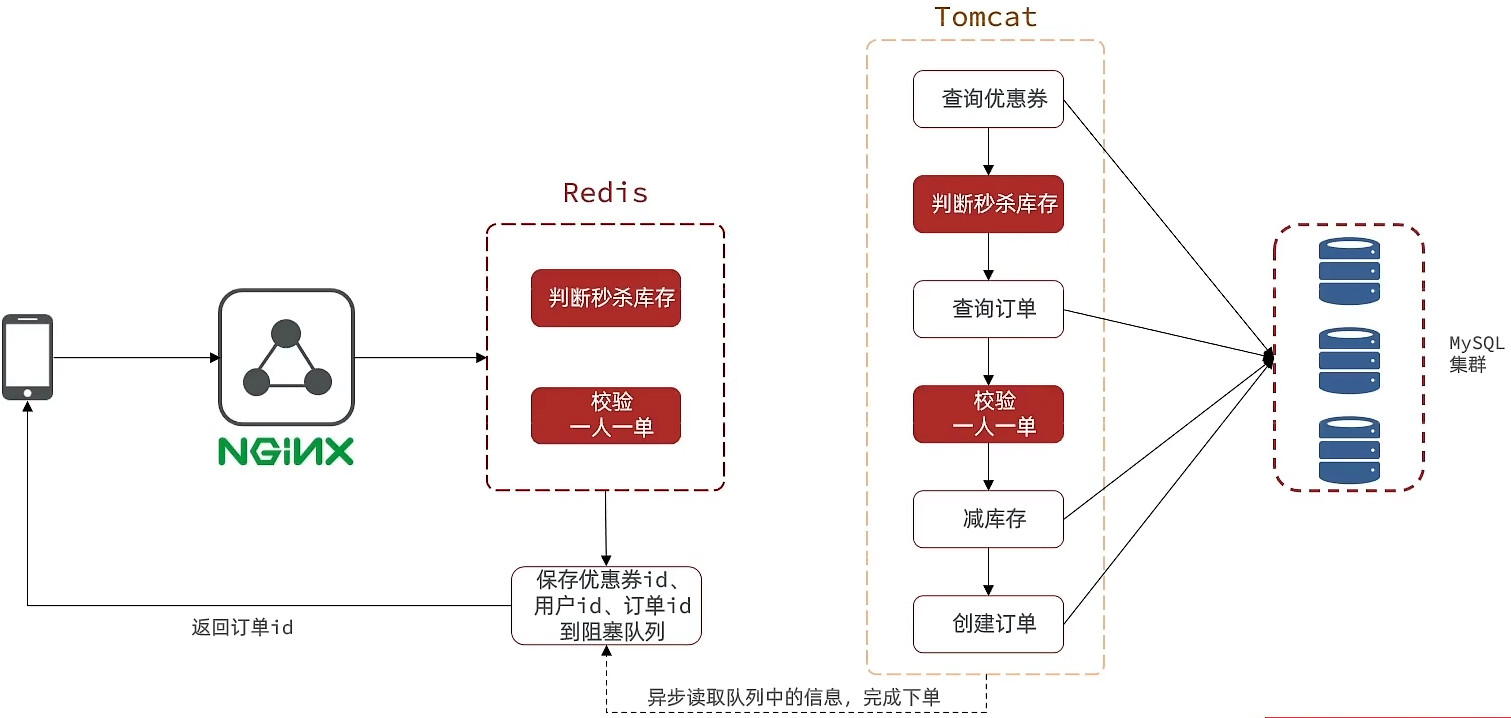 Tomcat
查询优惠券
判断秒杀库存
查询订单
校验
一人一单
减库存
创建订单
Redis
判断秒杀库存
校验
一人一单
NGiNX
MySQL
集群
保存优惠券id、
用户id、订单id
到阻塞队列
返回订单id
异步读取队列中的信息，完成下单